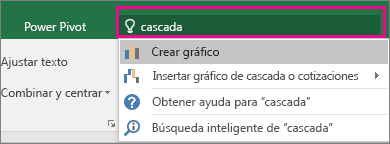 Power Pivot
cascada
Ajustar texto
Combinar y centrar
Crear gráfico
Insertar gráfico de cascada o cotizaciones
Obtener ayuda para “cascada”
Búsqueda inteligente de “cascada”